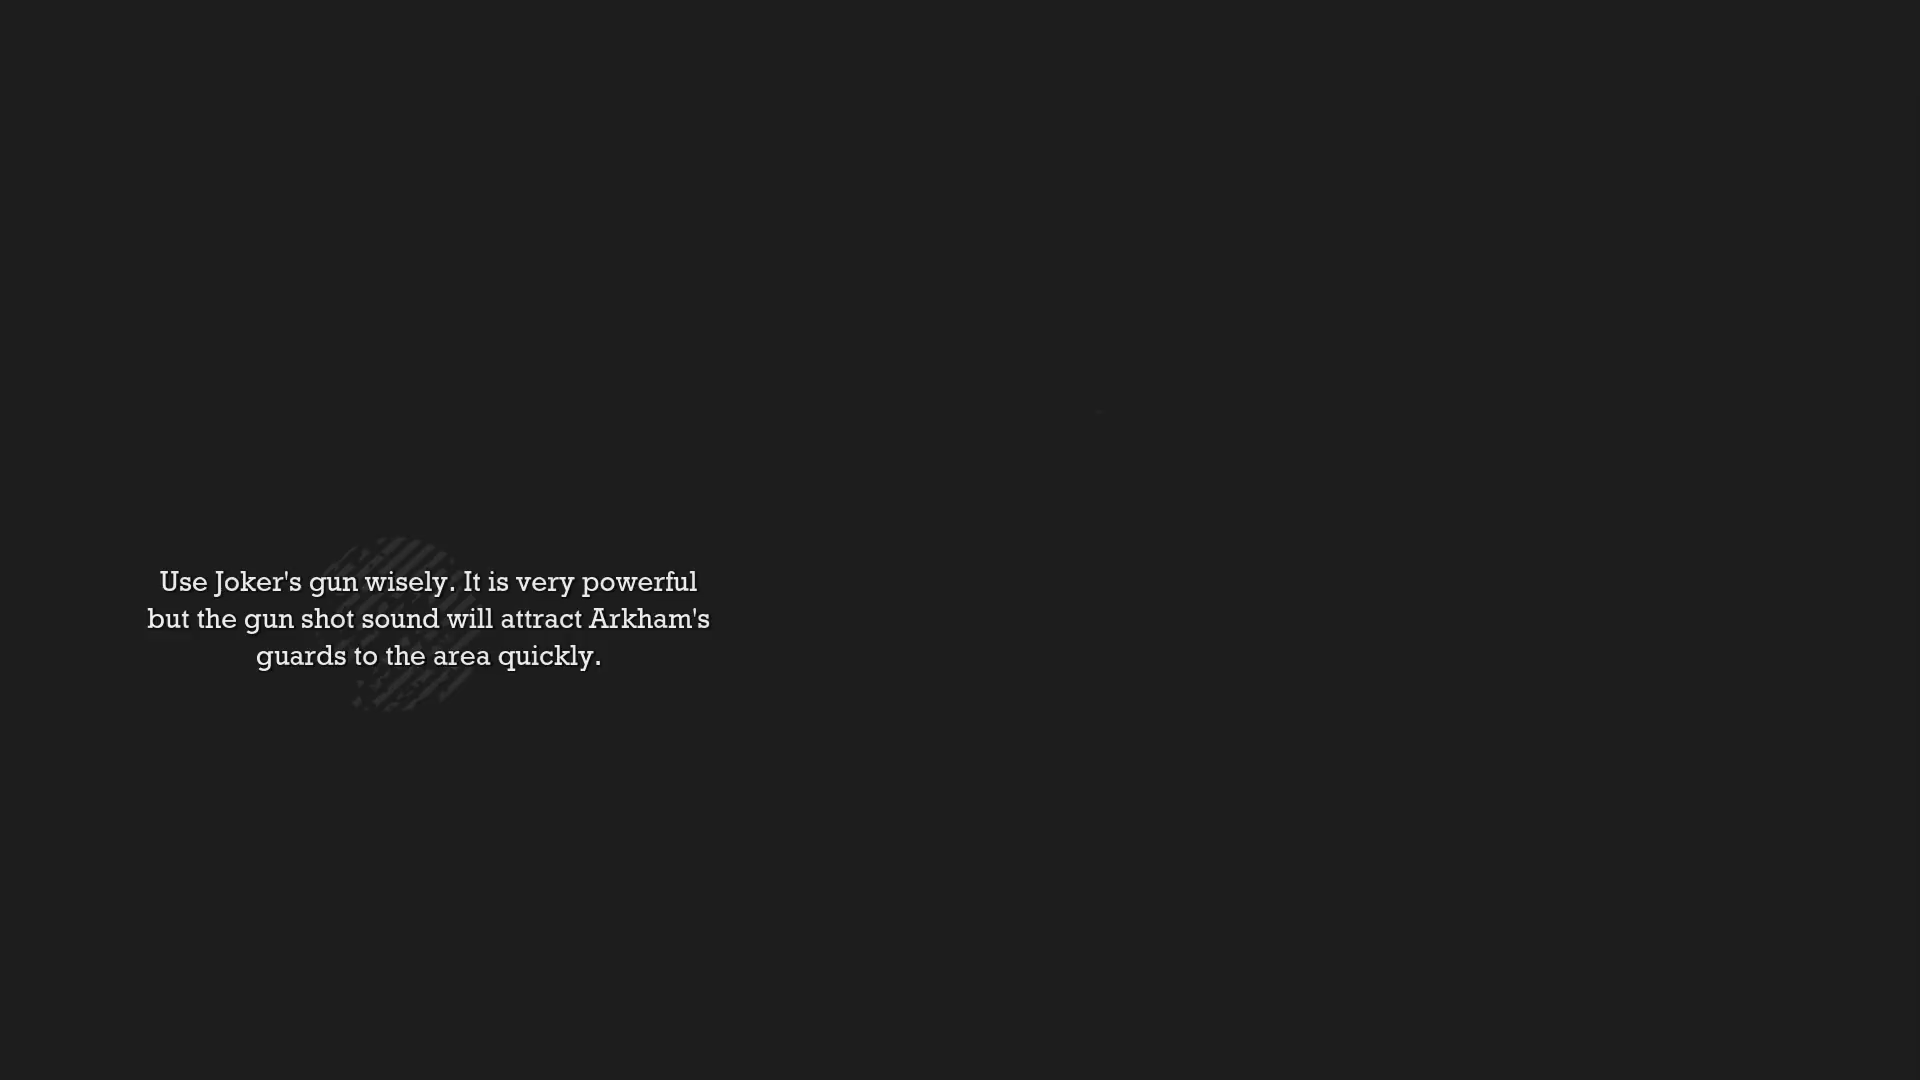 Use Joker's gun wisely. It is very powerful
but the gun shot sound will attract Arkham's
guards to the area quickly.